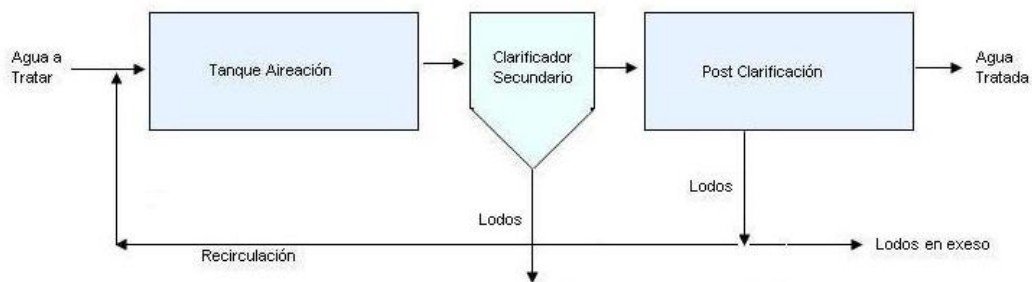 Agua a
Tratar
Tanque Aireación
Clarificador
Secundario
Post Clarificación
Agua
Tratada
Lodos
Lodos
Recirculación
Lodos en exeso